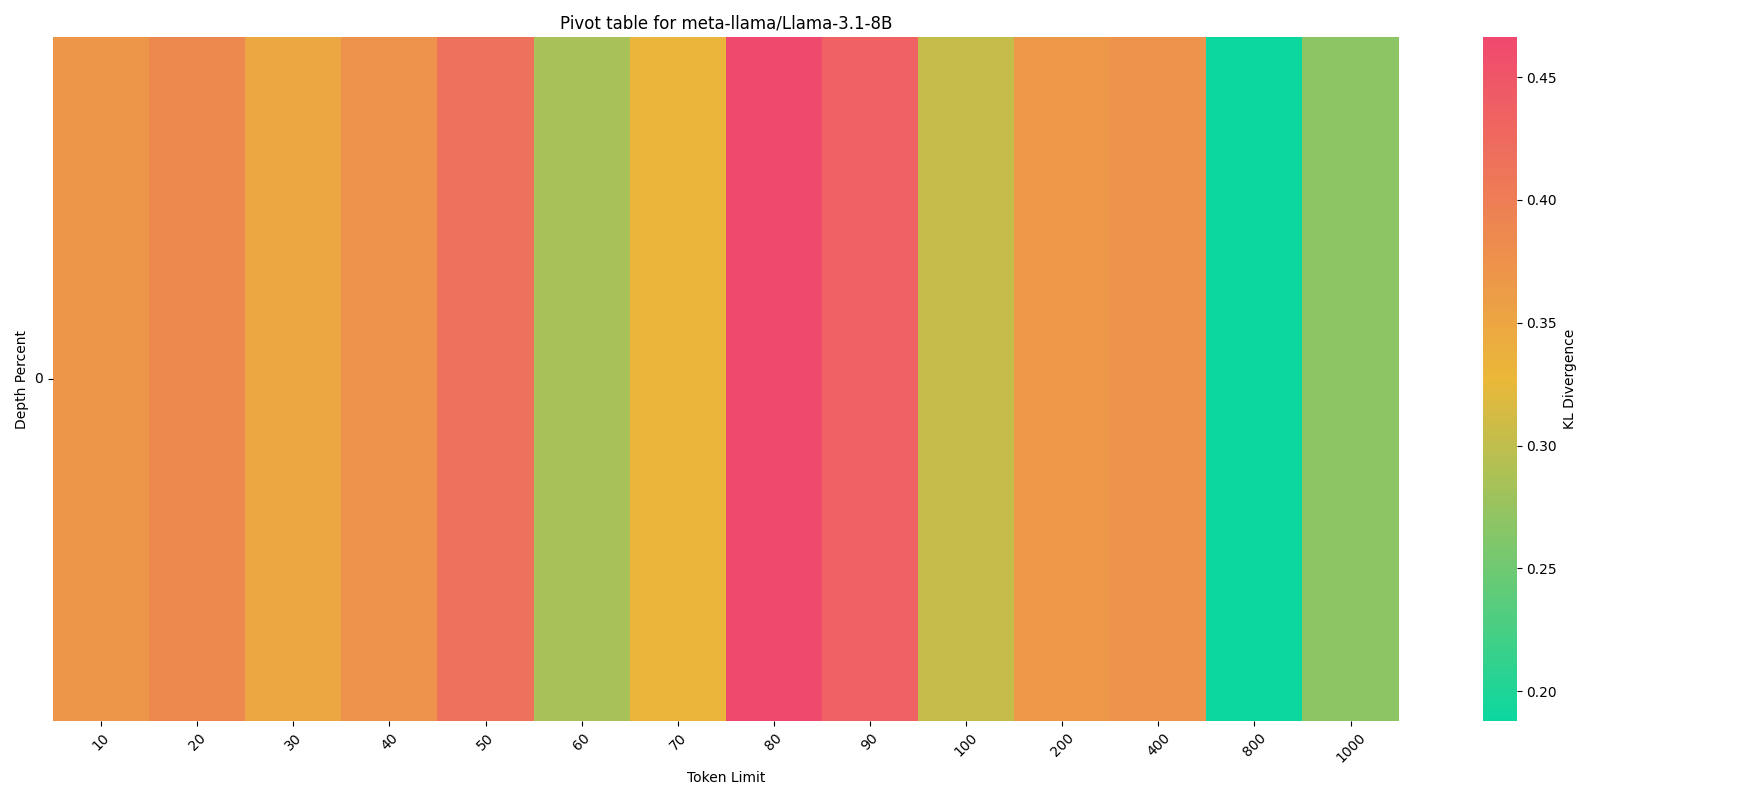 Pivot table for meta-llama/Llama-3.1-8B
Depth Percent
0
10 20 30 40 50 60 70 80 90 100 200 400 800 1000
Token Limit
0.45
0.40
0.35
0.30
0.25
0.20
KL Divergence